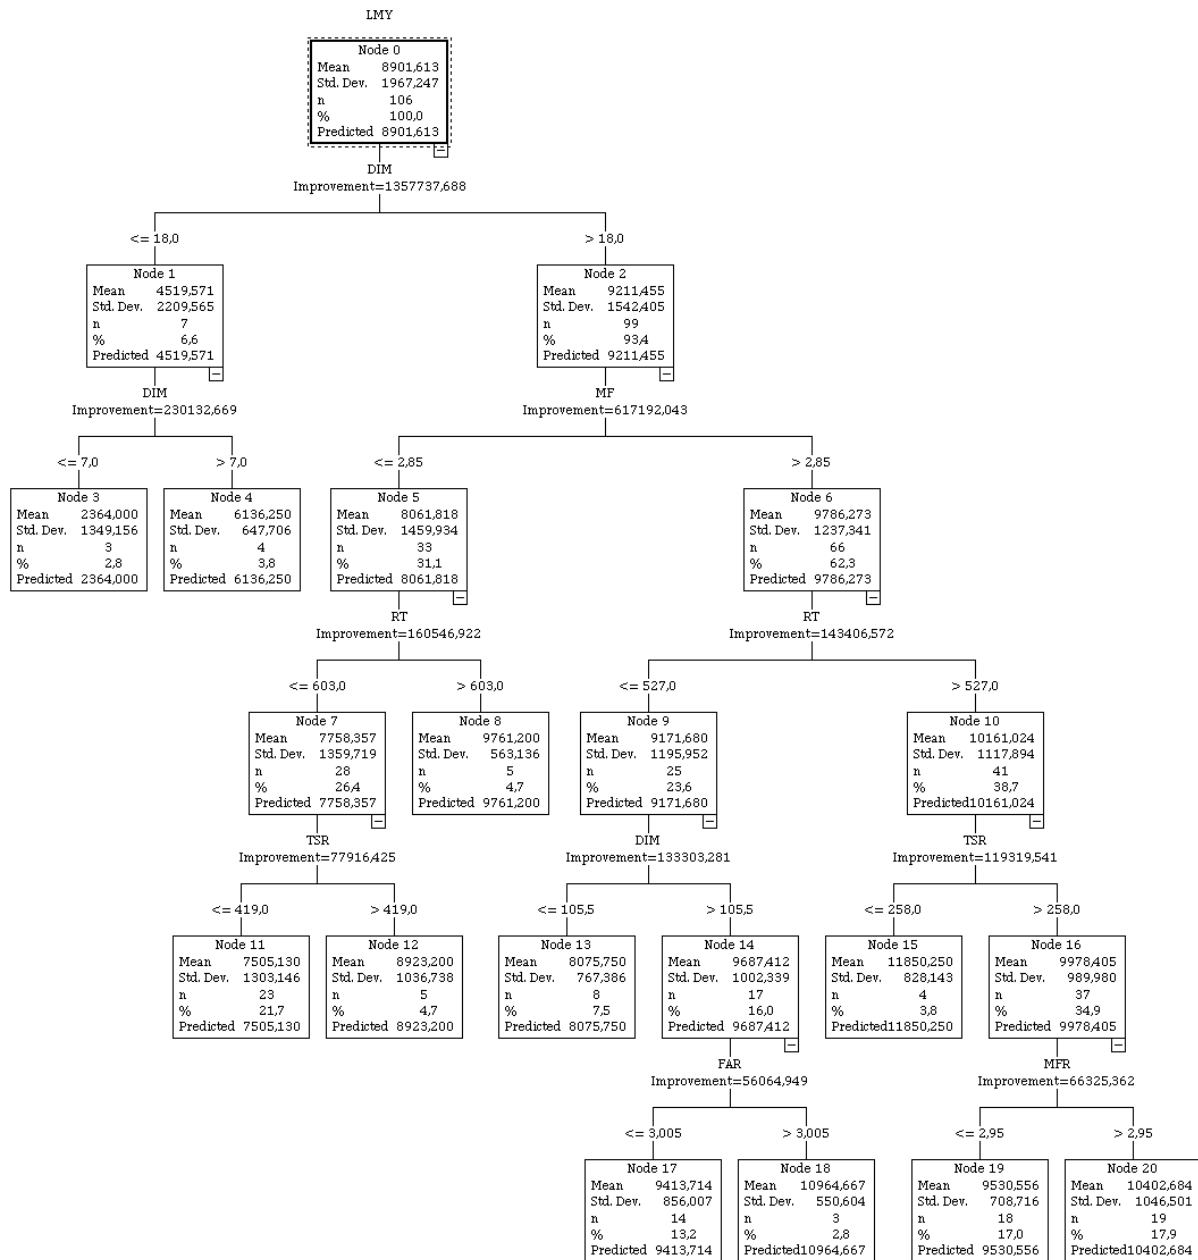 LMY
Node 0
Mean 8901,613
Std. Dev. 1967,247
n 106
% 100,0
Predicted 8901,613
DIM
Improvement=1357737,688
<= 18,0
> 18,0
Node 1
Mean 4519,571
Std. Dev. 2209,565
n 7
% 6,6
Predicted 4519,571
Node 2
Mean 9211,455
Std. Dev. 1542,405
n 99
% 93,4
Predicted 9211,455
DIM
Improvement=230132,669
MF
Improvement=617192,043
<= 7,0
> 7,0
<= 2,85
> 2,85
Node 3
Mean 2364,000
Std. Dev. 1349,156
n 3
% 2,8
Predicted 2364,000
Node 4
Mean 6136,250
Std. Dev. 647,706
n 4
% 3,8
Predicted 6136,250
Node 5
Mean 8061,818
Std. Dev. 1459,934
n 33
% 31,1
Predicted 8061,818
Node 6
Mean 9786,273
Std. Dev. 1237,341
n 66
% 62,3
Predicted 9786,273
RT
Improvement=160546,922
RT
Improvement=143406,572
<= 603,0
> 603,0
<= 527,0
> 527,0
Node 7
Mean 7758,357
Std. Dev. 1359,719
n 28
% 26,4
Predicted 7758,357
Node 8
Mean 9761,200
Std. Dev. 563,136
n 5
% 4,7
Predicted 9761,200
Node 9
Mean 9171,680
Std. Dev. 1195,952
n 25
% 23,6
Predicted 9171,680
Node 10
Mean 10161,024
Std. Dev. 1117,894
n 41
% 38,7
Predicted10161,024
TSR
Improvement=77916,425
DIM
Improvement=133303,281
TSR
Improvement=119319,541
<= 419,0
> 419,0
<= 105,5
> 105,5
<= 258,0
> 258,0
Node 11
Mean 7505,130
Std. Dev. 1303,146
n 23
% 21,7
Predicted 7505,130
Node 12
Mean 8923,200
Std. Dev. 1036,738
n 5
% 4,7
Predicted 8923,200
Node 13
Mean 8075,750
Std. Dev. 767,386
n 8
% 7,5
Predicted 8075,750
Node 14
Mean 9687,412
Std. Dev. 1002,339
n 17
% 16,0
Predicted 9687,412
Node 15
Mean 11850,250
Std. Dev. 828,143
n 4
% 3,8
Predicted11850,250
Node 16
Mean 9978,405
Std. Dev. 989,980
n 37
% 34,9
Predicted 9978,405
FAR
Improvement=56064,949
MFR
Improvement=66325,362
<= 3,005
> 3,005
<= 2,95
> 2,95
Node 17
Mean 9413,714
Std. Dev. 856,007
n 14
% 13,2
Predicted 9413,714
Node 18
Mean 10964,667
Std. Dev. 550,604
n 3
% 2,8
Predicted10964,667
Node 19
Mean 9530,556
Std. Dev. 708,716
n 18
% 17,0
Predicted 9530,556
Node 20
Mean 10402,684
Std. Dev. 1046,501
n 19
% 17,9
Predicted10402,684